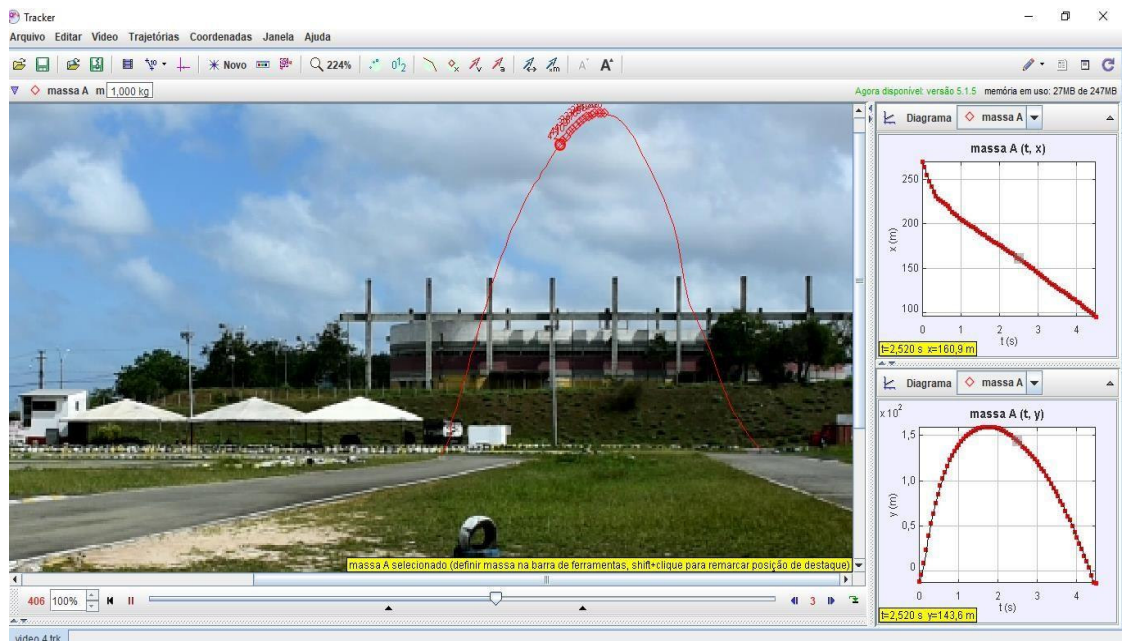 Tracker
Arquivo Editar Video Trajetórias Coordenadas Janela Ajuda
Novo 224%
massa A m 1,000 kg
Agora disponível: versão 5.1.5 memória em uso: 27MB de 247MB
Diagrama massa A
massa A (t, x)
250
200
150
100
x (m)
0 1 2 3 4
t (s)
t=2,520 s x=160,9 m
Diagrama massa A
x10²
massa A (t, y)
1,5
1,0
0,5
0
y (m)
0 1 2 3 4
t (s)
t=2,520 s y=143,6 m
massa A selecionado (definir massa na barra de ferramentas, shift+clique para remarcar posição de destaque)
406 100% 3
video 4.trk